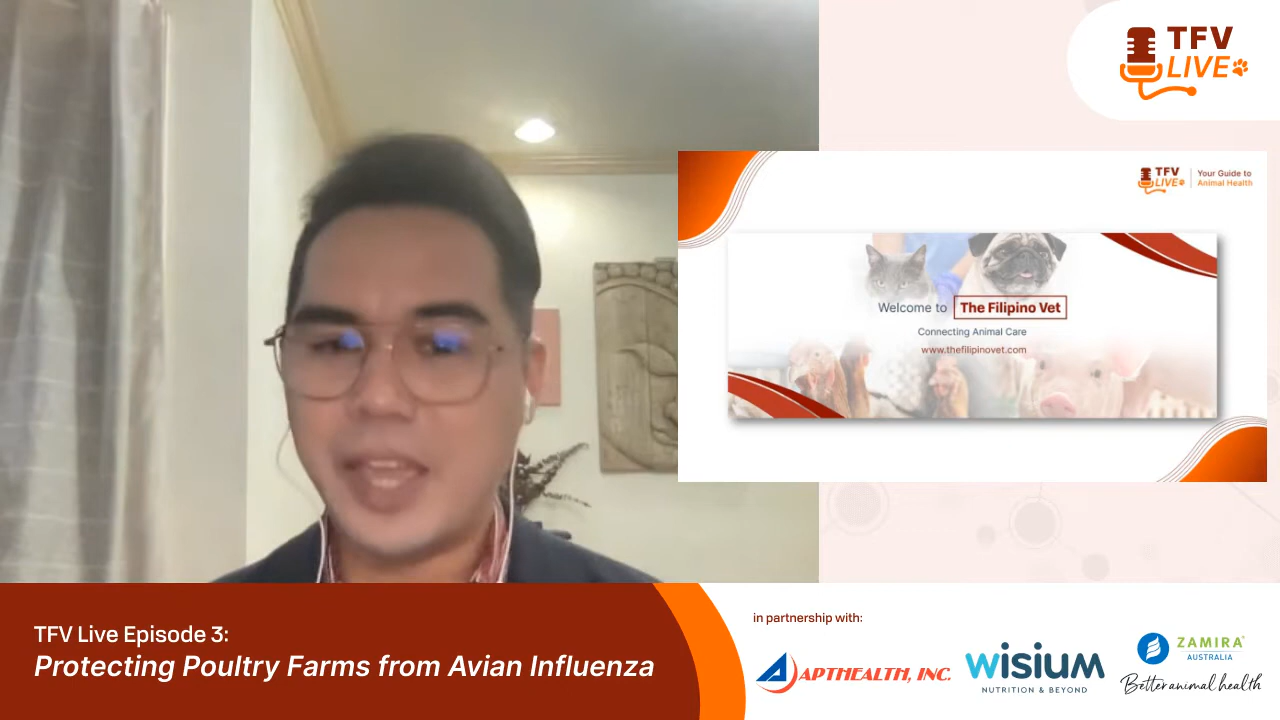 TFV
LIVE
TFV
LIVE
Your Guide to
Animal Health
Welcome to The Filipino Vet
Connecting Animal Care
www.thefilipinovet.com
TFV Live Episode 3:
Protecting Poultry Farms from Avian Influenza
in partnership with:
APTHEALTH, INC.
wisium
NUTRITION & BEYOND
ZAMIRA
AUSTRALIA
Better animal health